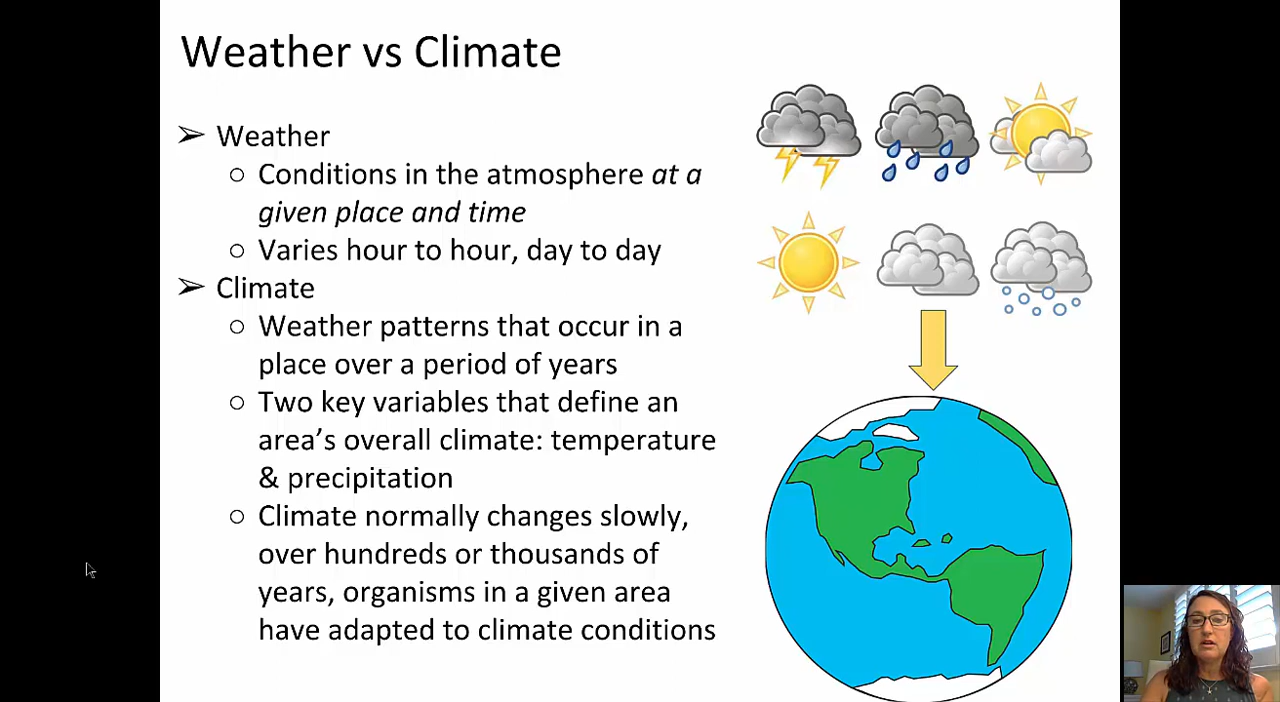 Weather vs Climate
➢ Weather
○ Conditions in the atmosphere at a
given place and time
○ Varies hour to hour, day to day
➢ Climate
○ Weather patterns that occur in a
place over a period of years
○ Two key variables that define an
area’s overall climate: temperature
& precipitation
○ Climate normally changes slowly,
over hundreds or thousands of
years, organisms in a given area
have adapted to climate conditions